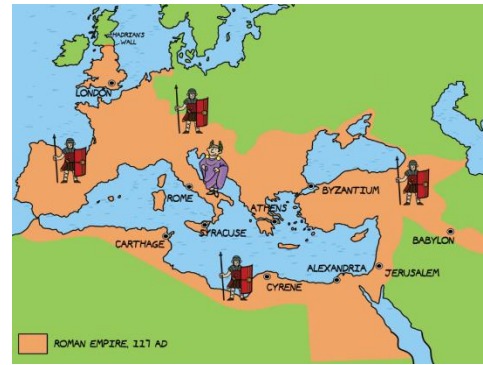 HADRIAN'S
WALL
LONDON
ROME
BYZANTIUM
ATHENS
SYRACUSE
CARTHAGE
BABYLON
ALEXANDRIA
JERUSALEM
CYRENE
ROMAN EMPIRE, 117 AD